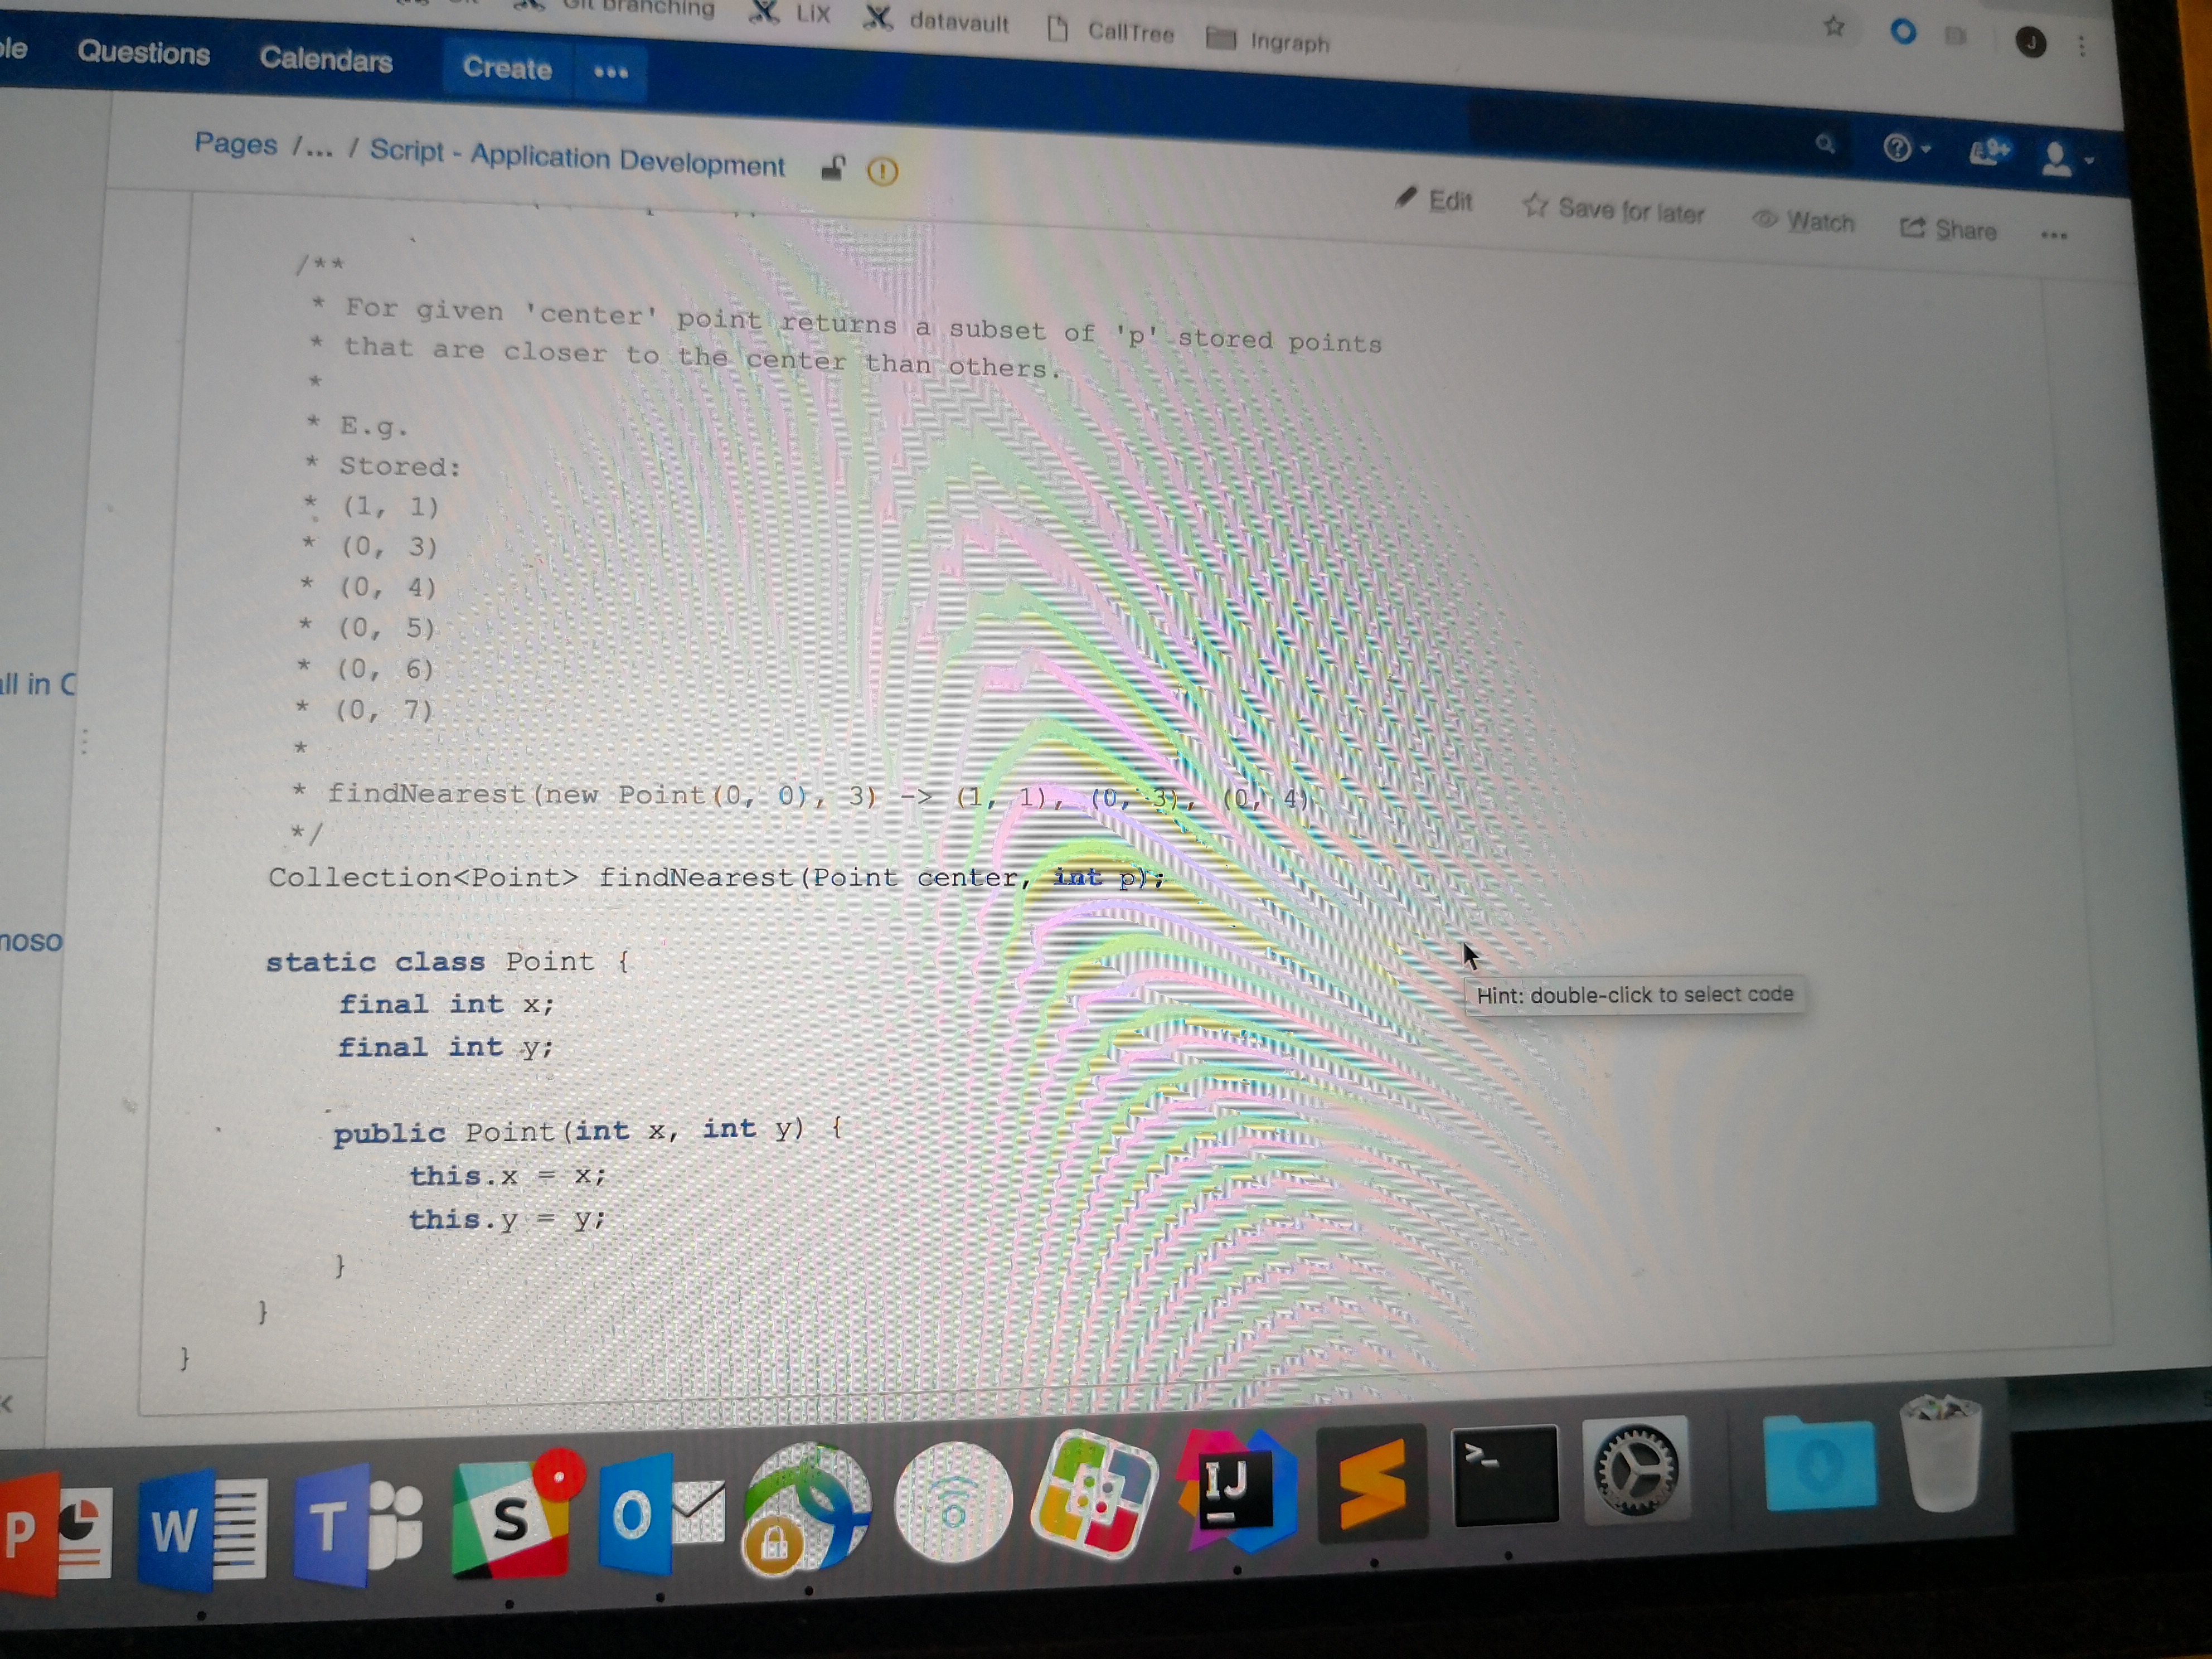 Git branching LiX datavault CallTree Ingraph
J
Questions Calendars Create •••
9+
Pages /... / Script - Application Development
Edit Save for later Watch Share •••
/**
* For given 'center' point returns a subset of 'p' stored points
* that are closer to the center than others.
*
* E.g.
* Stored:
* (1, 1)
* (0, 3)
* (0, 4)
* (0, 5)
* (0, 6)
* (0, 7)
*
* findNearest(new Point(0, 0), 3) -> (1, 1), (0, 3), (0, 4)
*/
Collection<Point> findNearest(Point center, int p);
static class Point {
final int x;
final int y;
public Point(int x, int y) {
this.x = x;
this.y = y;
}
}
}
all in C
Hint: double-click to select code
P W T S O IJ >_